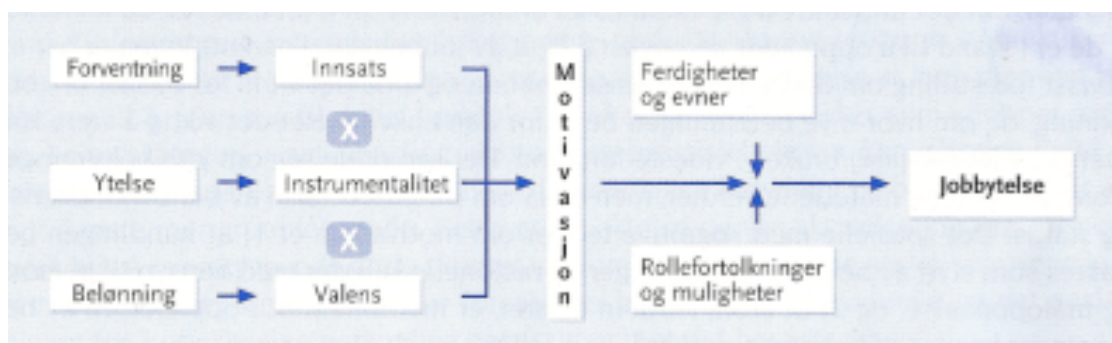 Forventning
Innsats
X
Ytelse
Instrumentalitet
X
Belønning
Valens
Motivasjon
Ferdigheter
og evner
Rollefortolkninger
og muligheter
Jobbytelse